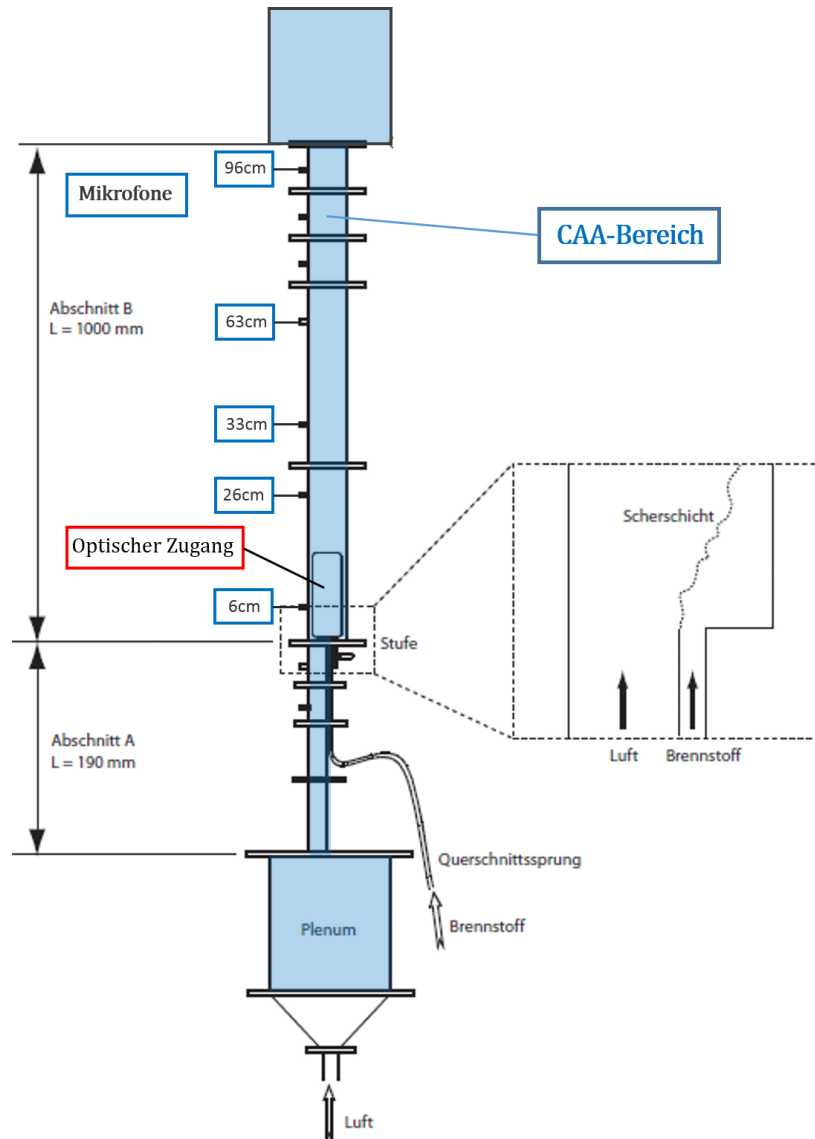 96cm
Mikrofone
CAA-Bereich
Abschnitt B
L = 1000 mm
63cm
33cm
26cm
Scherschicht
Optischer Zugang
6cm
Stufe
Abschnitt A
L = 190 mm
Luft
Brennstoff
Querschnittssprung
Plenum
Brennstoff
Luft